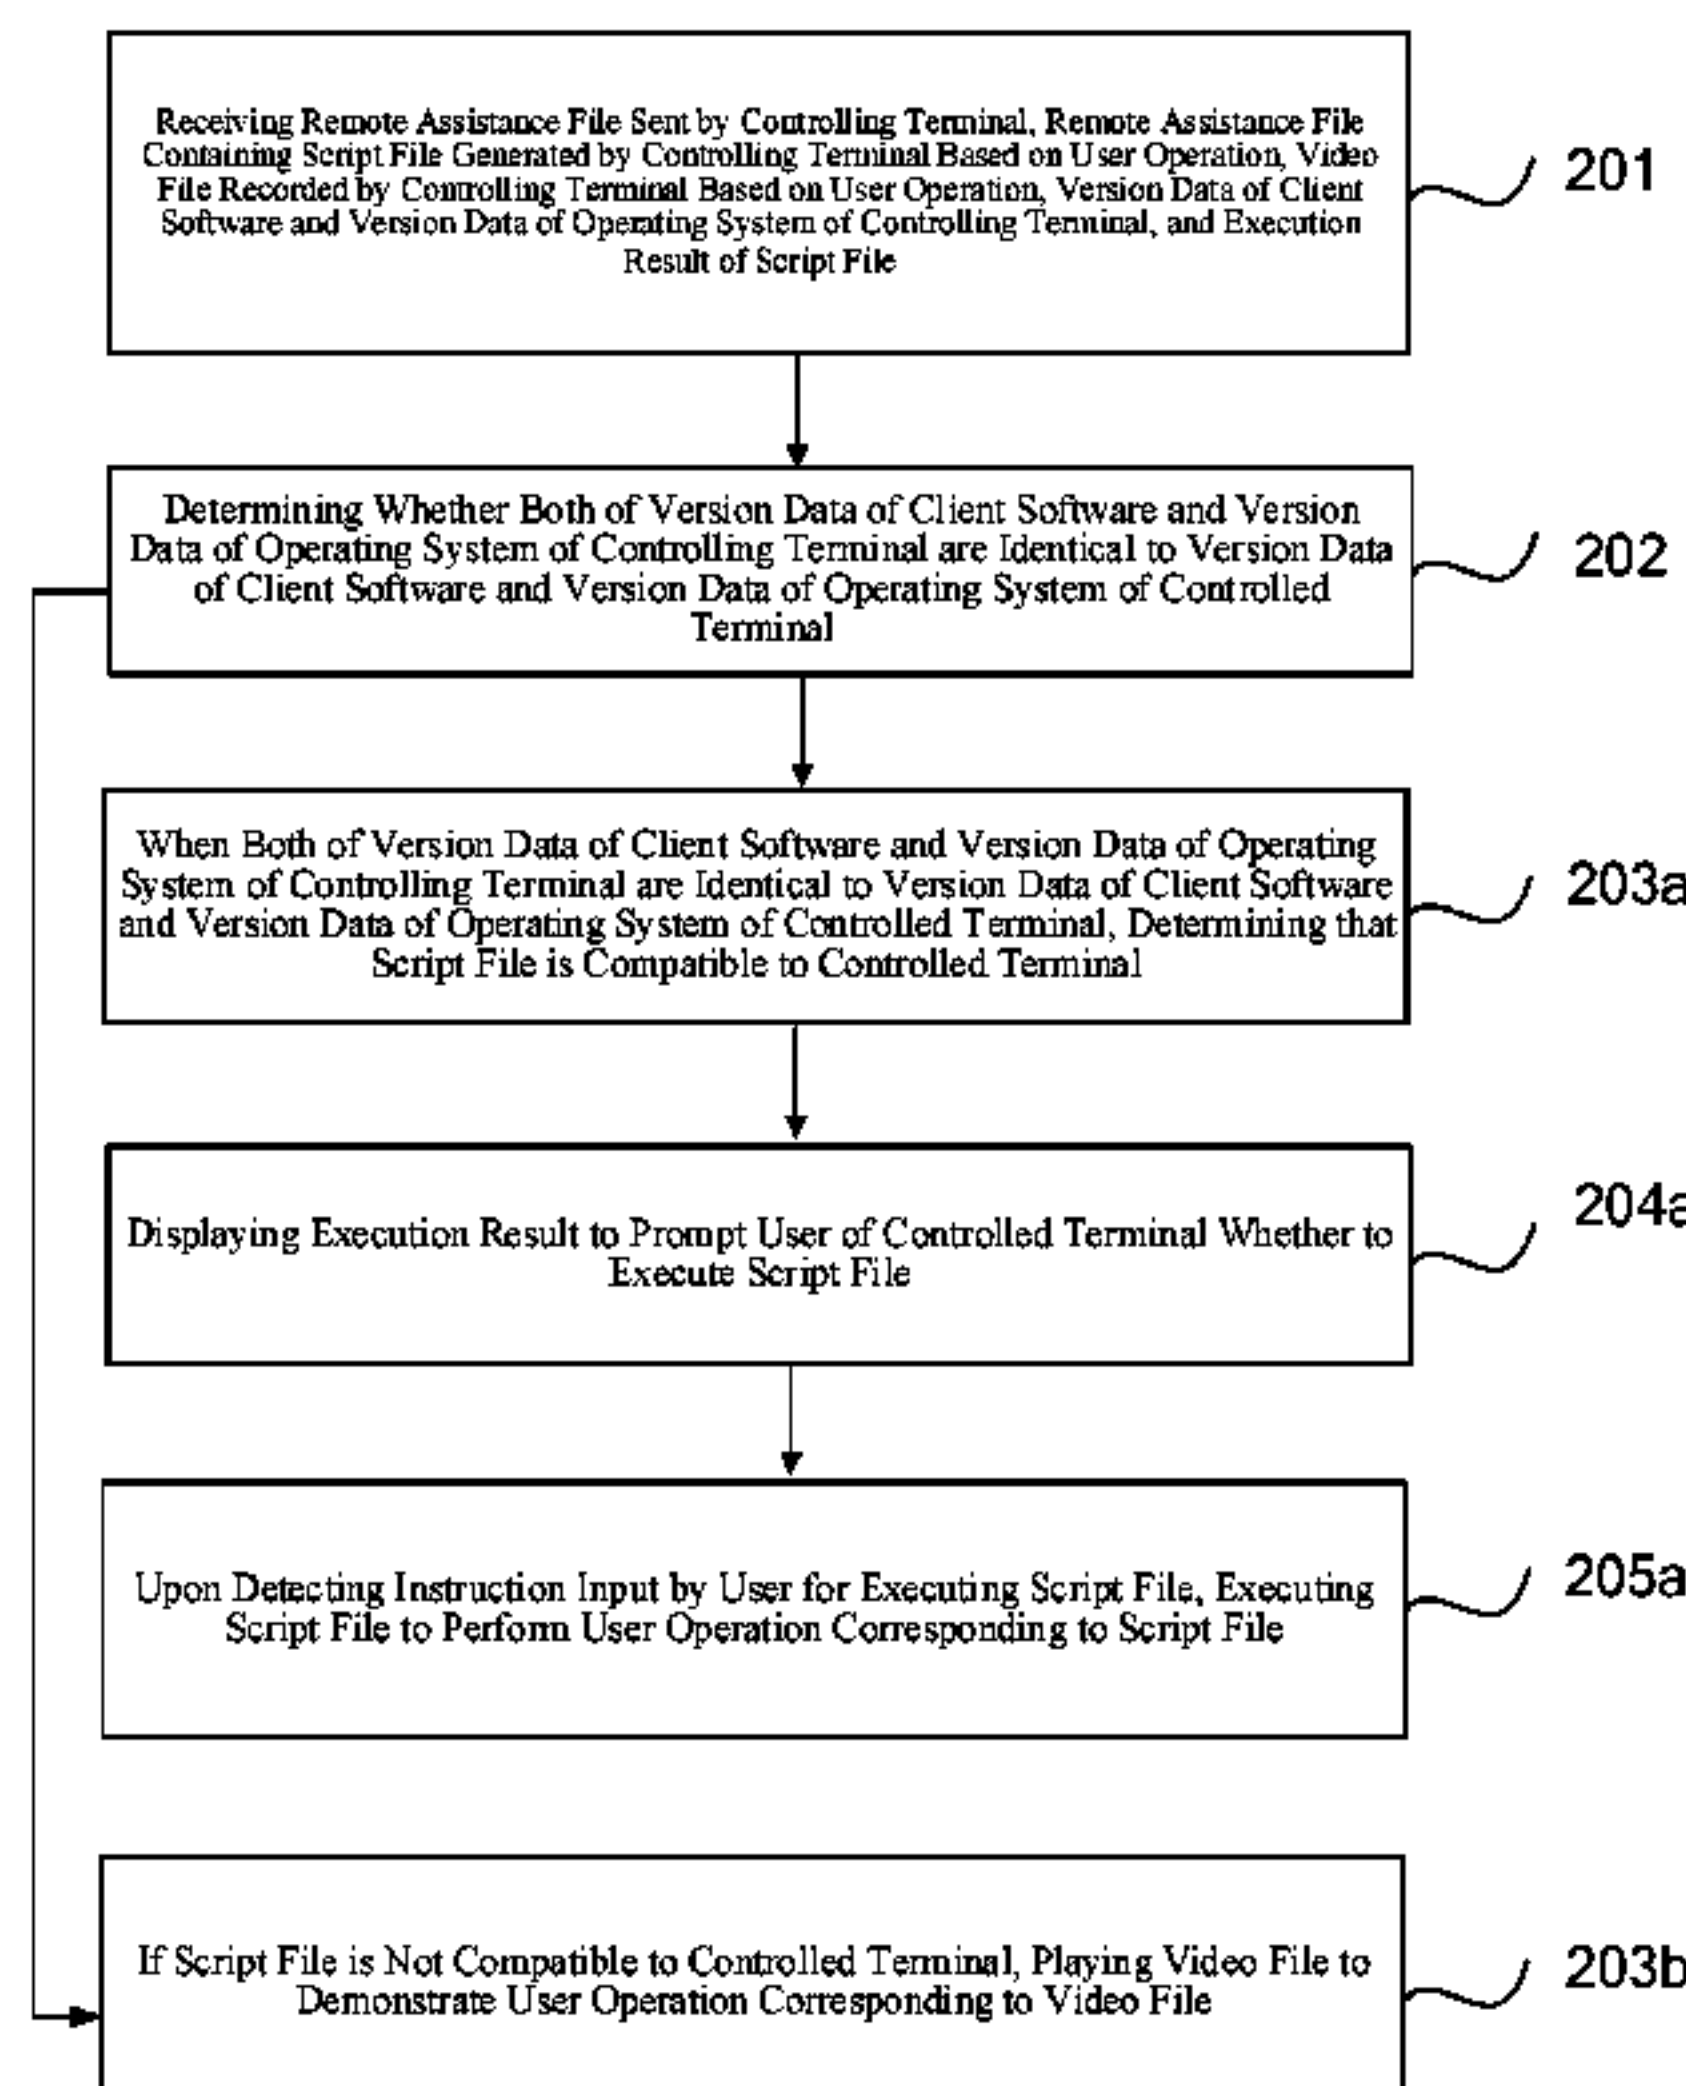 Receiving Remote Assistance File Sent by Controlling Terminal, Remote Assistance File
Containing Script File Generated by Controlling Terminal Based on User Operation, Video
File Recorded by Controlling Terminal Based on User Operation, Version Data of Client
Software and Version Data of Operating System of Controlling Terminal, and Execution
Result of Script File
201
Determining Whether Both of Version Data of Client Software and Version
Data of Operating System of Controlling Terminal are Identical to Version Data
of Client Software and Version Data of Operating System of Controlled
Terminal
202
When Both of Version Data of Client Software and Version Data of Operating
System of Controlling Terminal are Identical to Version Data of Client Software
and Version Data of Operating System of Controlled Terminal, Determining that
Script File is Compatible to Controlled Terminal
203a
Displaying Execution Result to Prompt User of Controlled Terminal Whether to
Execute Script File
204a
Upon Detecting Instruction Input by User for Executing Script File, Executing
Script File to Perform User Operation Corresponding to Script File
205a
If Script File is Not Compatible to Controlled Terminal, Playing Video File to
Demonstrate User Operation Corresponding to Video File
203b